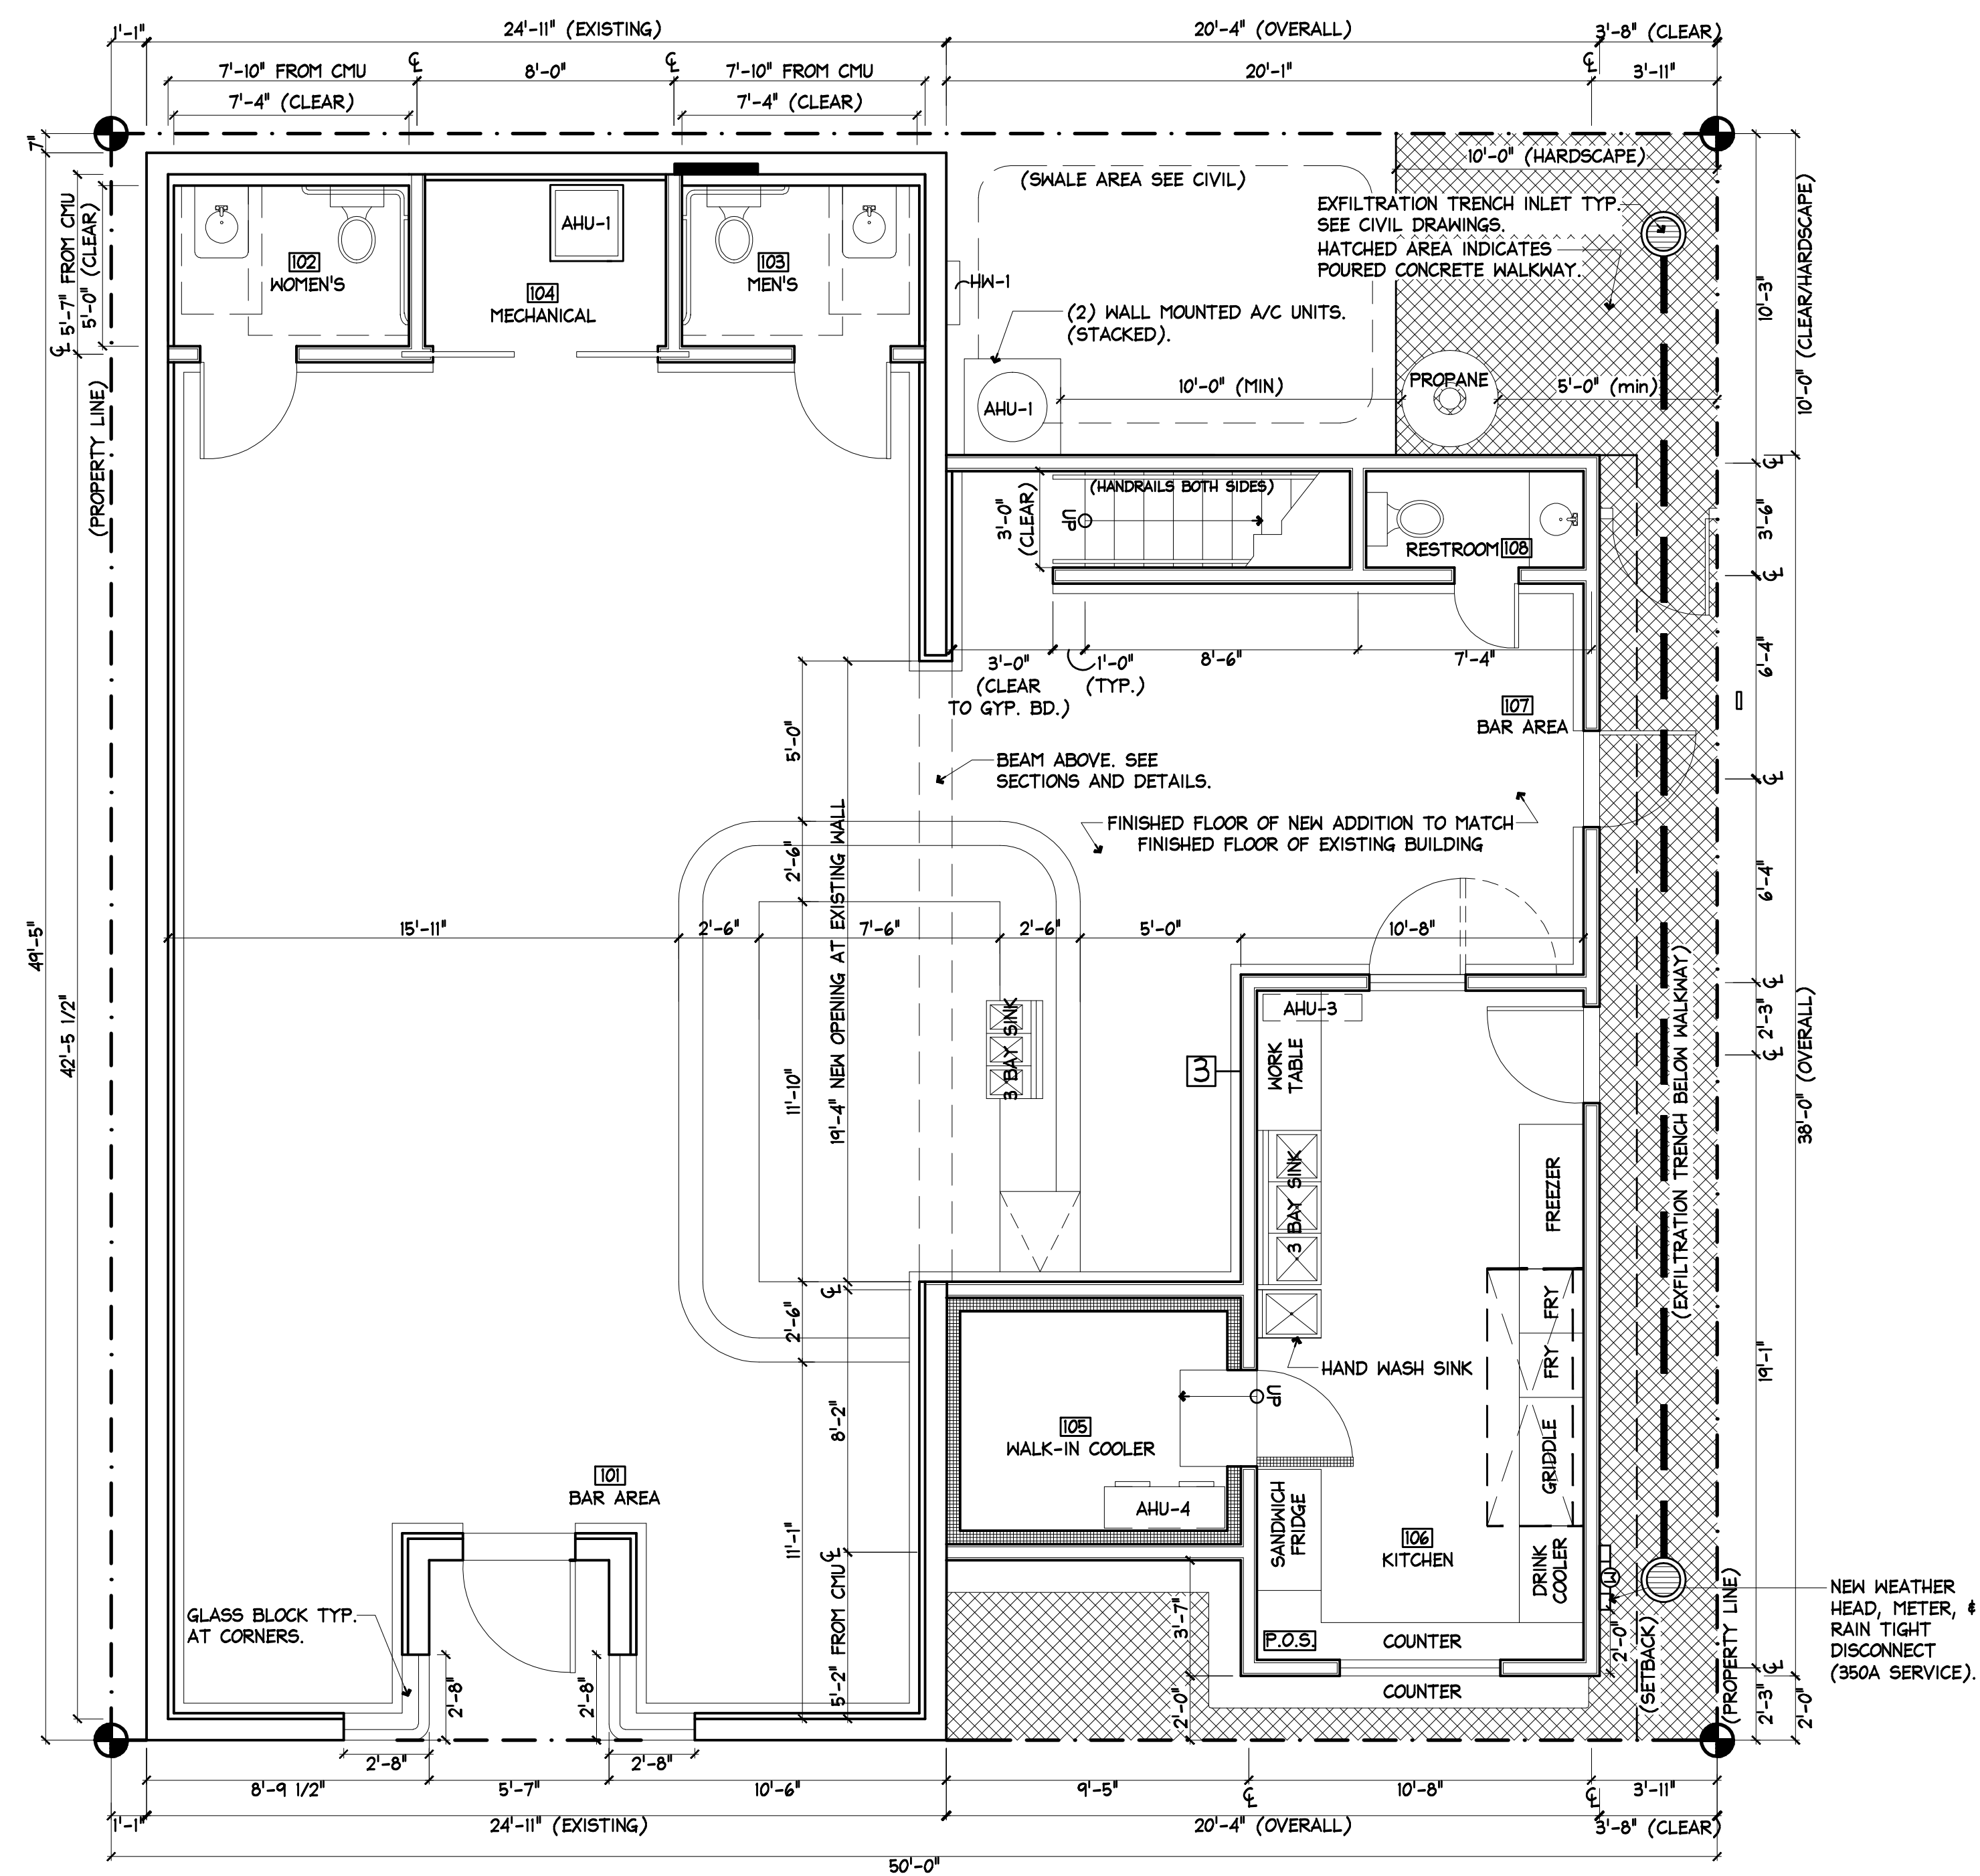 1'-1"
24'-11" (EXISTING)
20'-4" (OVERALL)
3'-8" (CLEAR)
7'-10" FROM CMU
℄
8'-0"
℄
7'-10" FROM CMU
20'-1"
℄
3'-11"
7'-4" (CLEAR)
7'-4" (CLEAR)
7"
10'-0" (HARDSCAPE)
(SWALE AREA SEE CIVIL)
EXFILTRATION TRENCH INLET TYP.
SEE CIVIL DRAWINGS.
HATCHED AREA INDICATES
POURED CONCRETE WALKWAY.
AHU-1
102
WOMEN'S
103
MEN'S
104
MECHANICAL
HW-1
(2) WALL MOUNTED A/C UNITS.
(STACKED).
℄ 5'-7" FROM CMU
5'-0" (CLEAR)
10'-3"
10'-0" (CLEAR/HARDSCAPE)
AHU-1
10'-0" (MIN)
PROPANE
5'-0" (min)
(PROPERTY LINE)
℄
3'-0"
(CLEAR)
(HANDRAILS BOTH SIDES)
UP
RESTROOM 108
3'-6"
℄
3'-0"
(CLEAR
TO GYP. BD.)
1'-0"
(TYP.)
8'-6"
7'-4"
6'-4"
107
BAR AREA
5'-0"
BEAM ABOVE. SEE
SECTIONS AND DETAILS.
℄
FINISHED FLOOR OF NEW ADDITION TO MATCH
FINISHED FLOOR OF EXISTING BUILDING
2'-6"
19'-4" NEW OPENING AT EXISTING WALL
6'-4"
49'-5"
42'-5 1/2"
15'-11"
2'-6"
7'-6"
2'-6"
5'-0"
10'-8"
℄
2'-3"
℄
(EXFILTRATION TRENCH BELOW WALKWAY)
38'-0" (OVERALL)
AHU-3
3 BAY SINK
WORK
TABLE
3
11'-10"
3 BAY SINK
FREEZER
℄
2'-6"
FRY
FRY
HAND WASH SINK
19'-1"
UP
8'-2"
105
WALK-IN COOLER
GRIDDLE
AHU-4
101
BAR AREA
SANDWICH
FRIDGE
11'-1"
℄
106
KITCHEN
DRINK
COOLER
M
NEW WEATHER
HEAD, METER, &
RAIN TIGHT
DISCONNECT
(350A SERVICE).
GLASS BLOCK TYP.
AT CORNERS.
5'-2" FROM CMU
3'-7"
P.O.S.
COUNTER
2'-0"
(SETBACK)
(PROPERTY LINE)
℄
COUNTER
2'-8"
2'-8"
2'-0"
2'-3"
2'-0"
2'-8"
2'-8"
8'-9 1/2"
5'-7"
10'-6"
9'-5"
℄
10'-8"
℄
3'-11"
1'-1"
24'-11" (EXISTING)
20'-4" (OVERALL)
3'-8" (CLEAR)
50'-0"